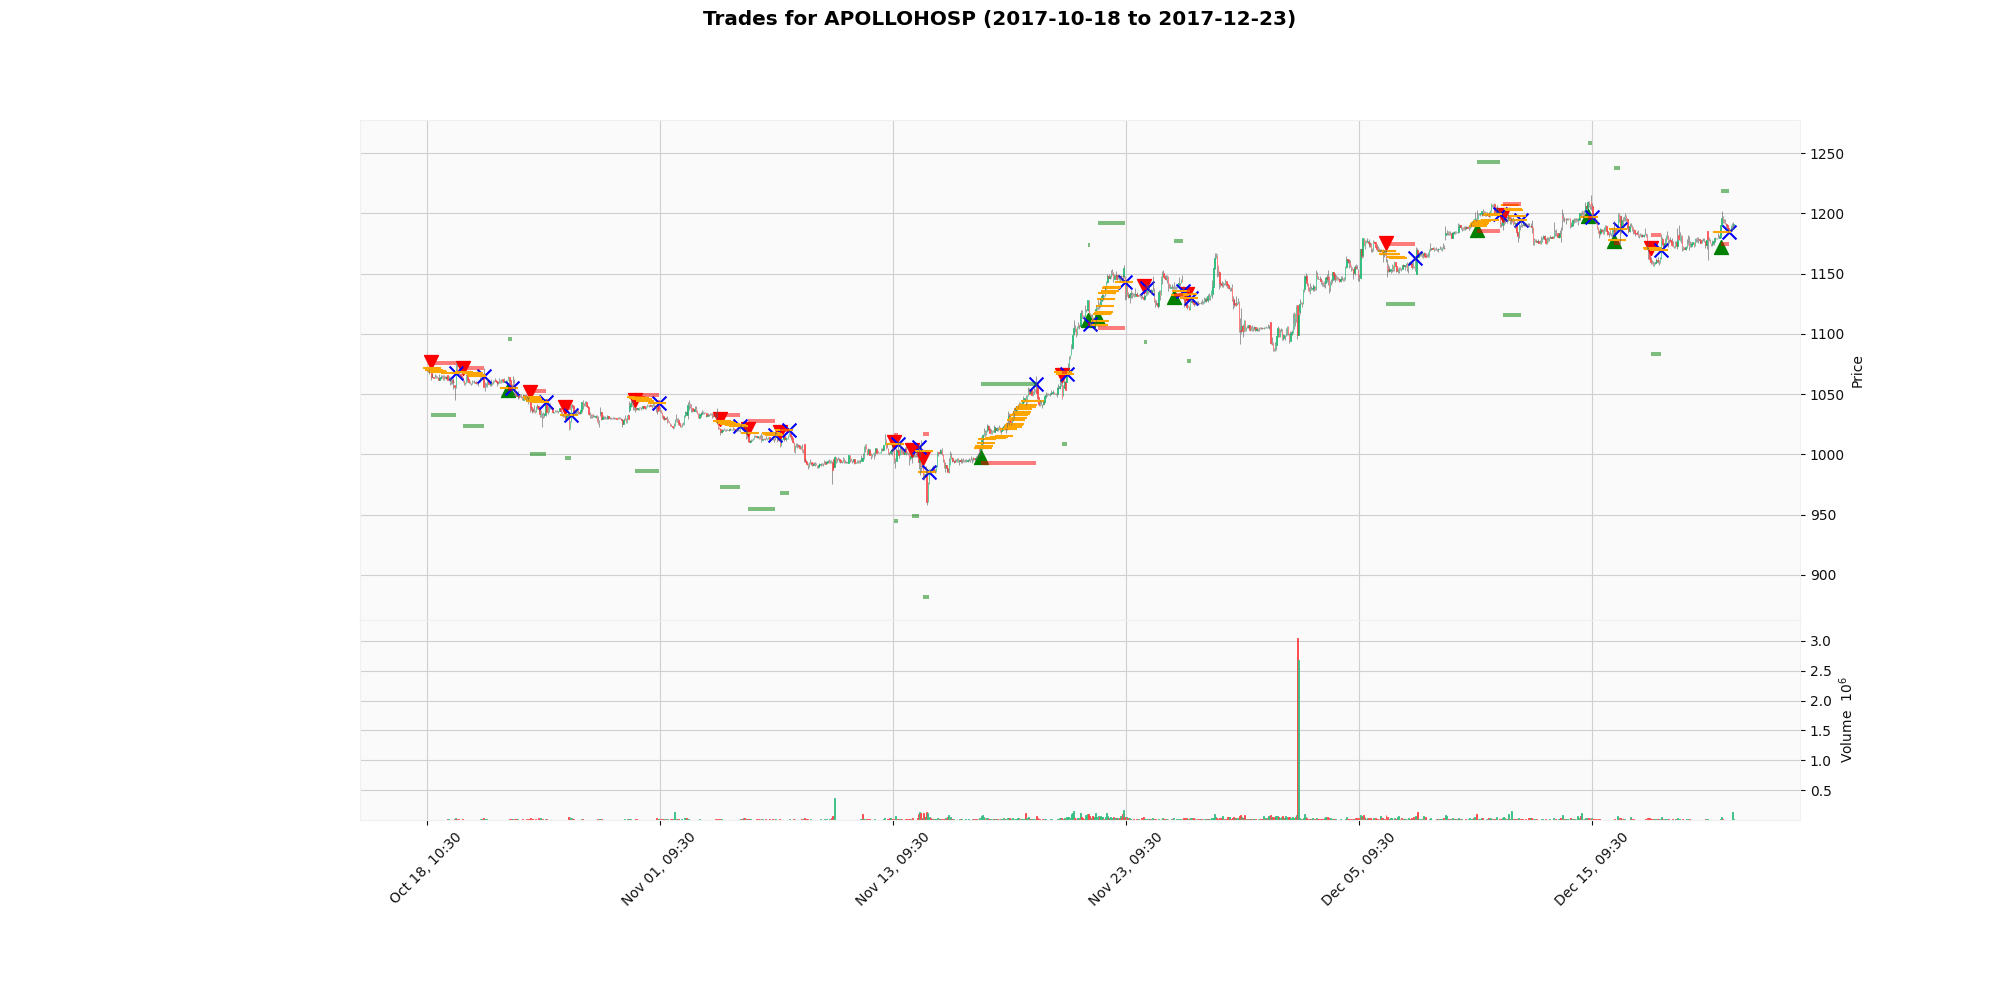 Trades for APOLLOHOSP (2017-10-18 to 2017-12-23)
1250
1200
1150
1100
1050
1000
950
900
Price
3.0
2.5
2.0
1.5
1.0
0.5
Volume 10⁶
Oct 18, 10:30
Nov 01, 09:30
Nov 13, 09:30
Nov 23, 09:30
Dec 05, 09:30
Dec 15, 09:30